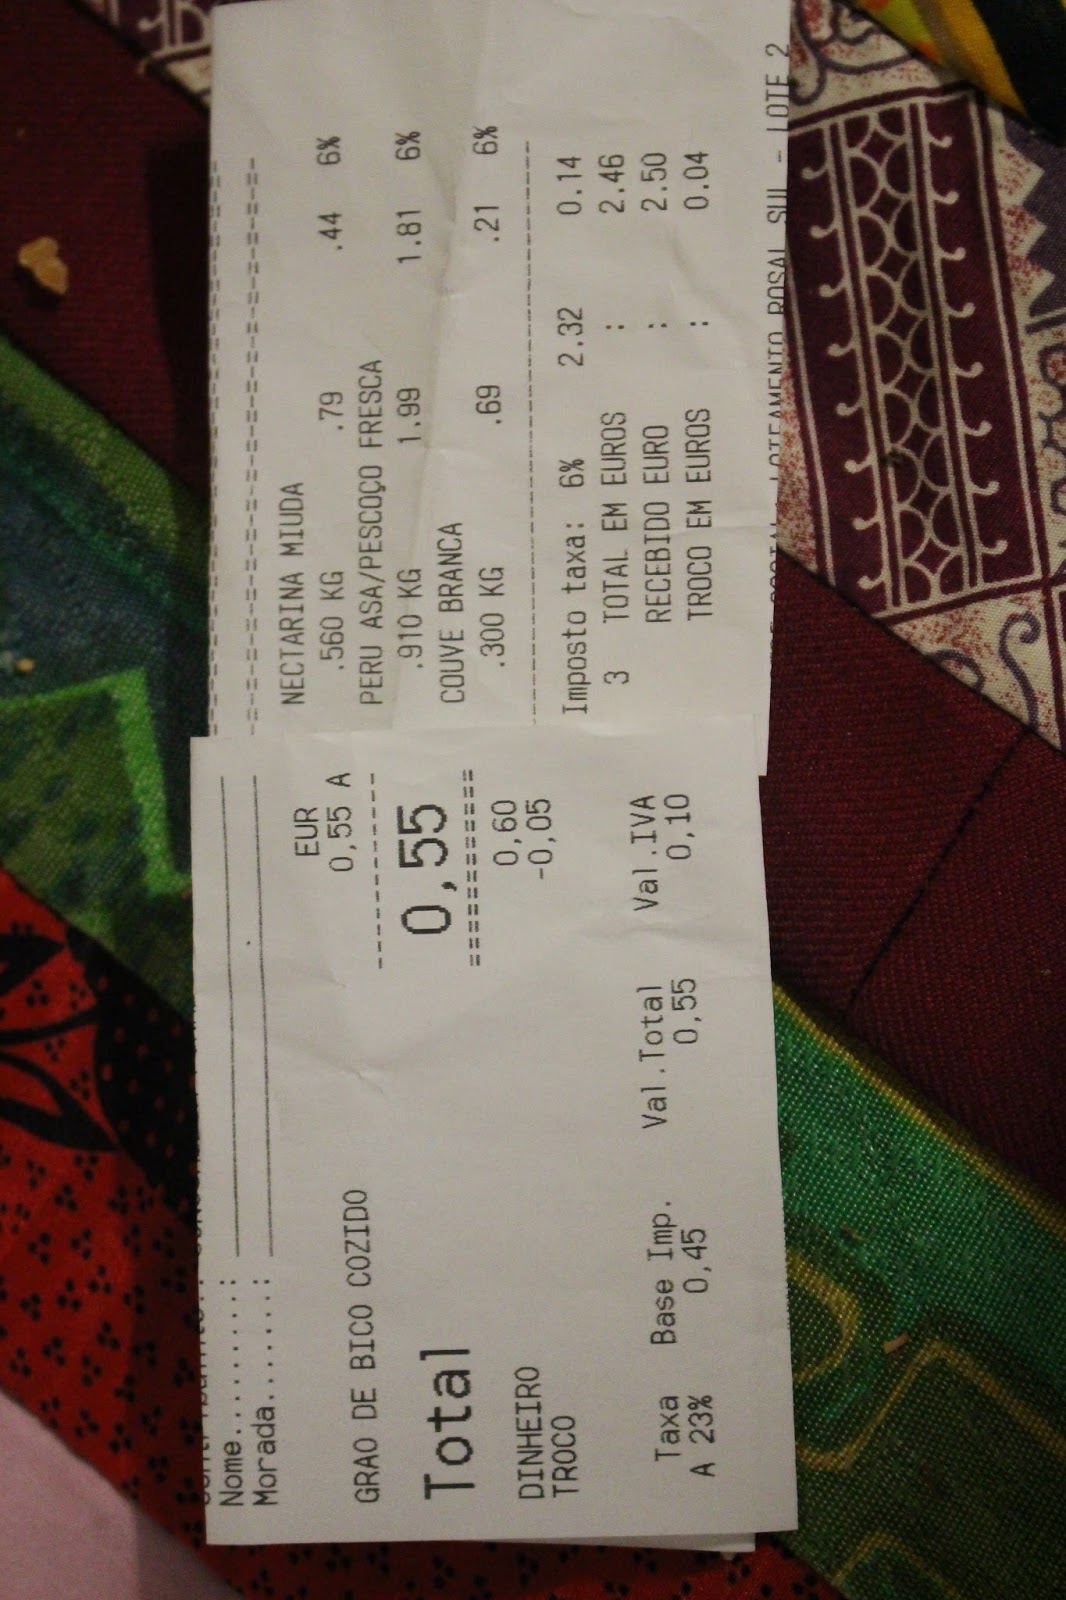 Nome........:
Morada......:
EUR
GRAO DE BICO COZIDO 0,55 A
------------
Total 0,55
============
DINHEIRO 0,60
TROCO -0,05
Taxa Base Imp. Val.Total Val.IVA
A 23% 0,45 0,55 0,10
NECTARINA MIUDA
.560 KG .79 .44 6%
PERU ASA/PESCOÇO FRESCA
.910 KG 1.99 1.81 6%
COUVE BRANCA
.300 KG .69 .21 6%
Imposto taxa: 6% 2.32 0.14
3 TOTAL EM EUROS : 2.46
RECEBIDO EURO : 2.50
TROCO EM EUROS : 0.04
LOTEAMENTO ROSAL SUL - LOTE 2